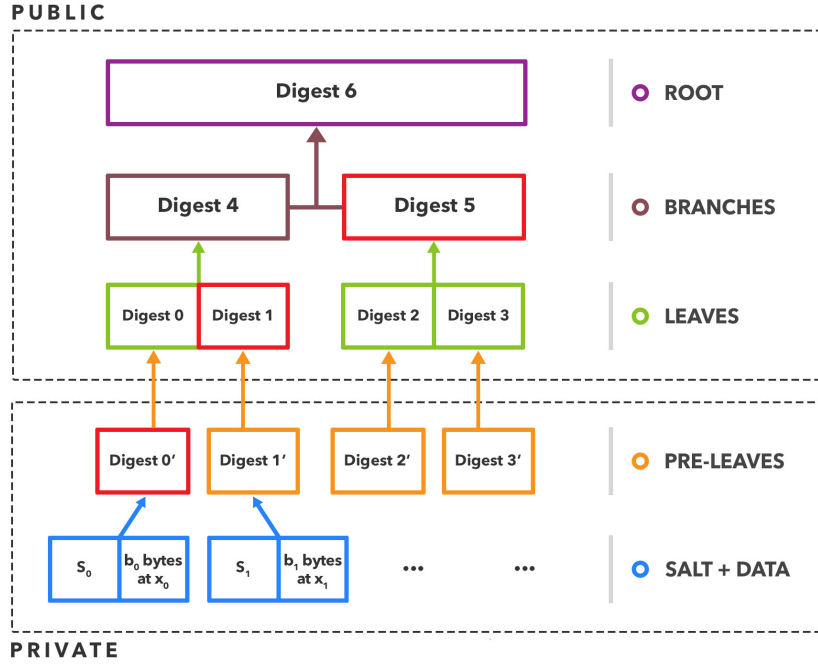 PUBLIC
Digest 6
ROOT
Digest 4
Digest 5
BRANCHES
Digest 0
Digest 1
Digest 2
Digest 3
LEAVES
Digest 0′
Digest 1′
Digest 2′
Digest 3′
PRE-LEAVES
S₀
b₀ bytes
at x₀
S₁
b₁ bytes
at x₁
...
...
SALT + DATA
PRIVATE